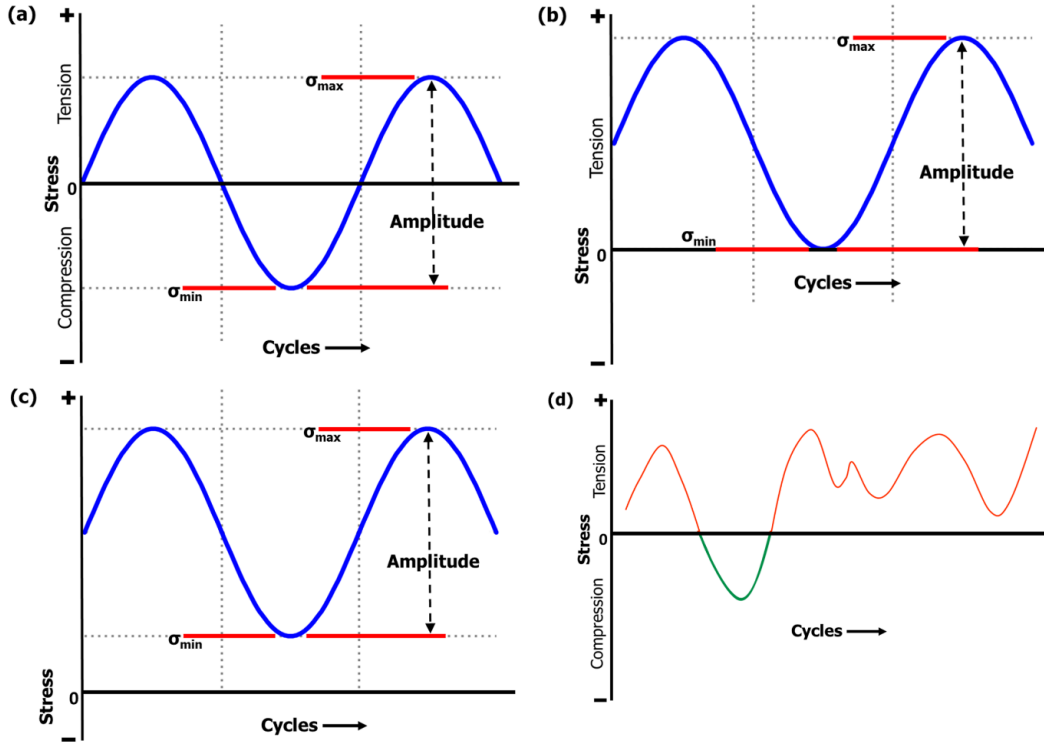 (a)
+
Tension
σmax
0
Stress
Amplitude
Compression
σmin
Cycles
−
(b)
+
σmax
Tension
Amplitude
σmin
0
Stress
Cycles
−
(c)
+
σmax
Amplitude
σmin
0
Stress
Cycles
−
(d)
+
Tension
0
Stress
Compression
Cycles
−